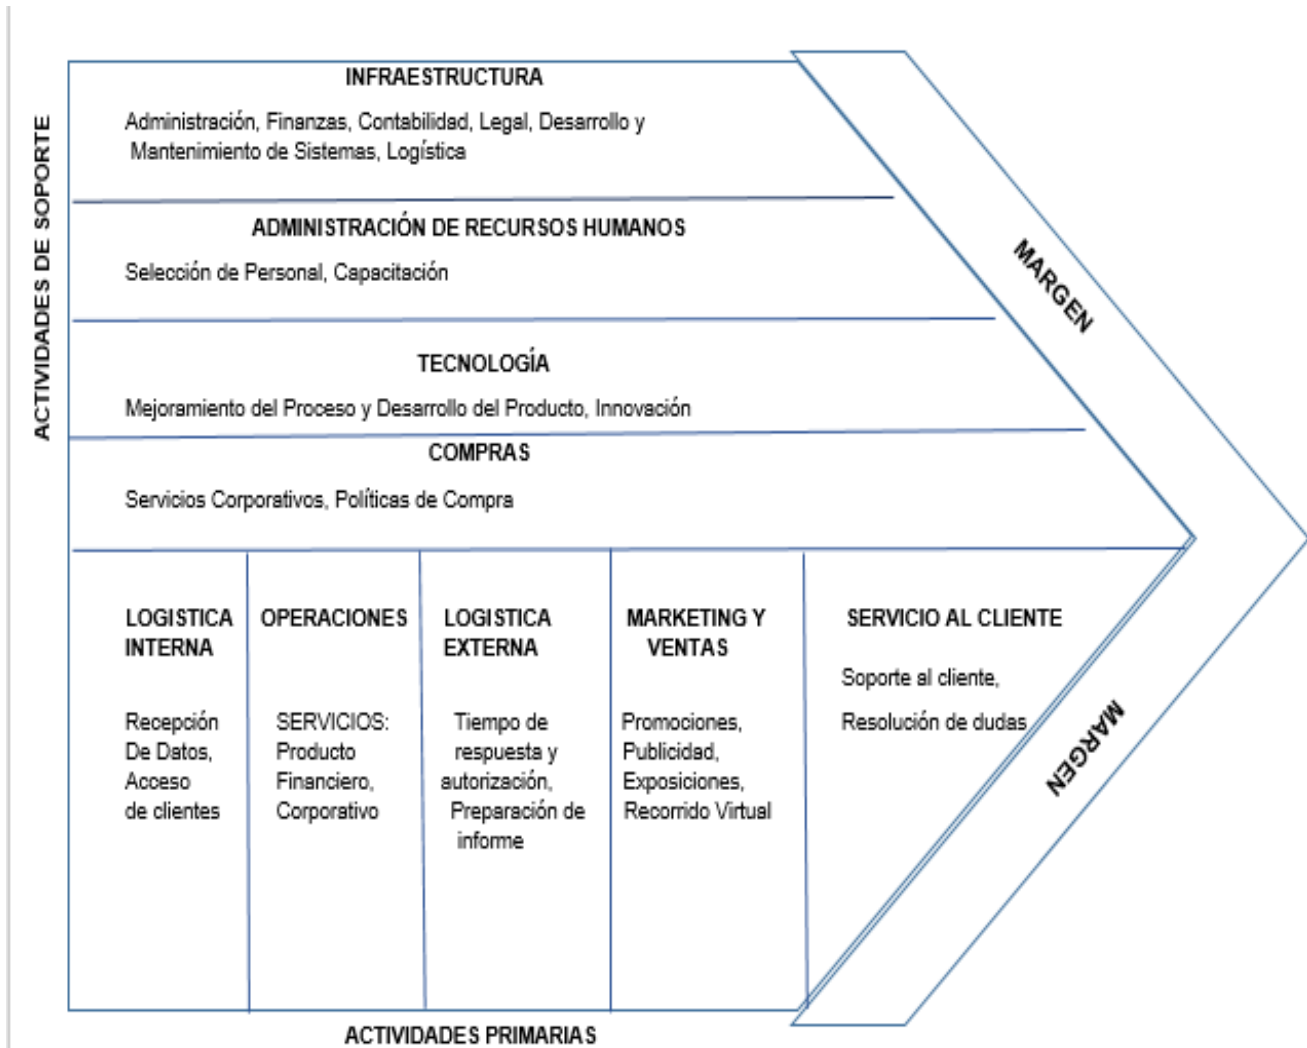 ACTIVIDADES DE SOPORTE
INFRAESTRUCTURA
Administración, Finanzas, Contabilidad, Legal, Desarrollo y
Mantenimiento de Sistemas, Logística
ADMINISTRACIÓN DE RECURSOS HUMANOS
Selección de Personal, Capacitación
TECNOLOGÍA
Mejoramiento del Proceso y Desarrollo del Producto, Innovación
COMPRAS
Servicios Corporativos, Políticas de Compra
MARGEN
LOGISTICA
INTERNA
Recepción
De Datos,
Acceso
de clientes
OPERACIONES
SERVICIOS:
Producto
Financiero,
Corporativo
LOGISTICA
EXTERNA
Tiempo de
respuesta y
autorización,
Preparación de
informe
MARKETING Y
VENTAS
Promociones,
Publicidad,
Exposiciones,
Recorrido Virtual
SERVICIO AL CLIENTE
Soporte al cliente,
Resolución de dudas
MARGEN
ACTIVIDADES PRIMARIAS